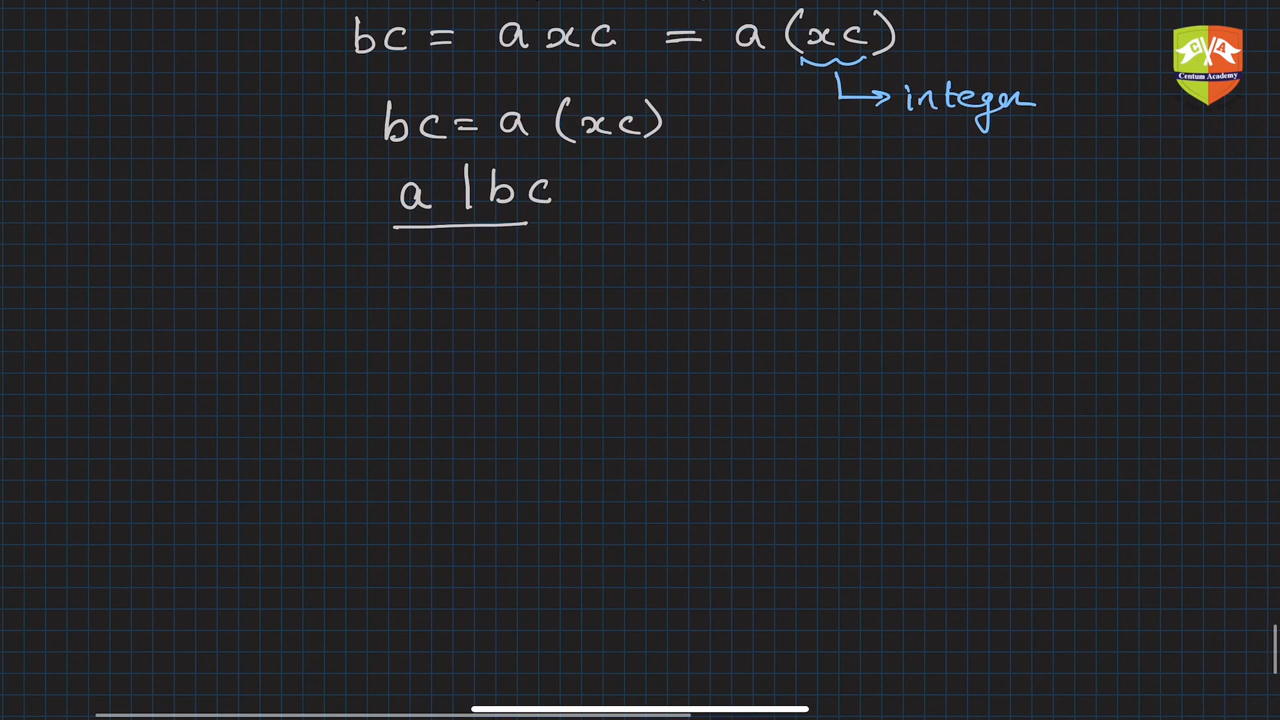 bc = a x c = a (xc)
integer
bc = a (xc)
a | bc
C V A
Centum Academy